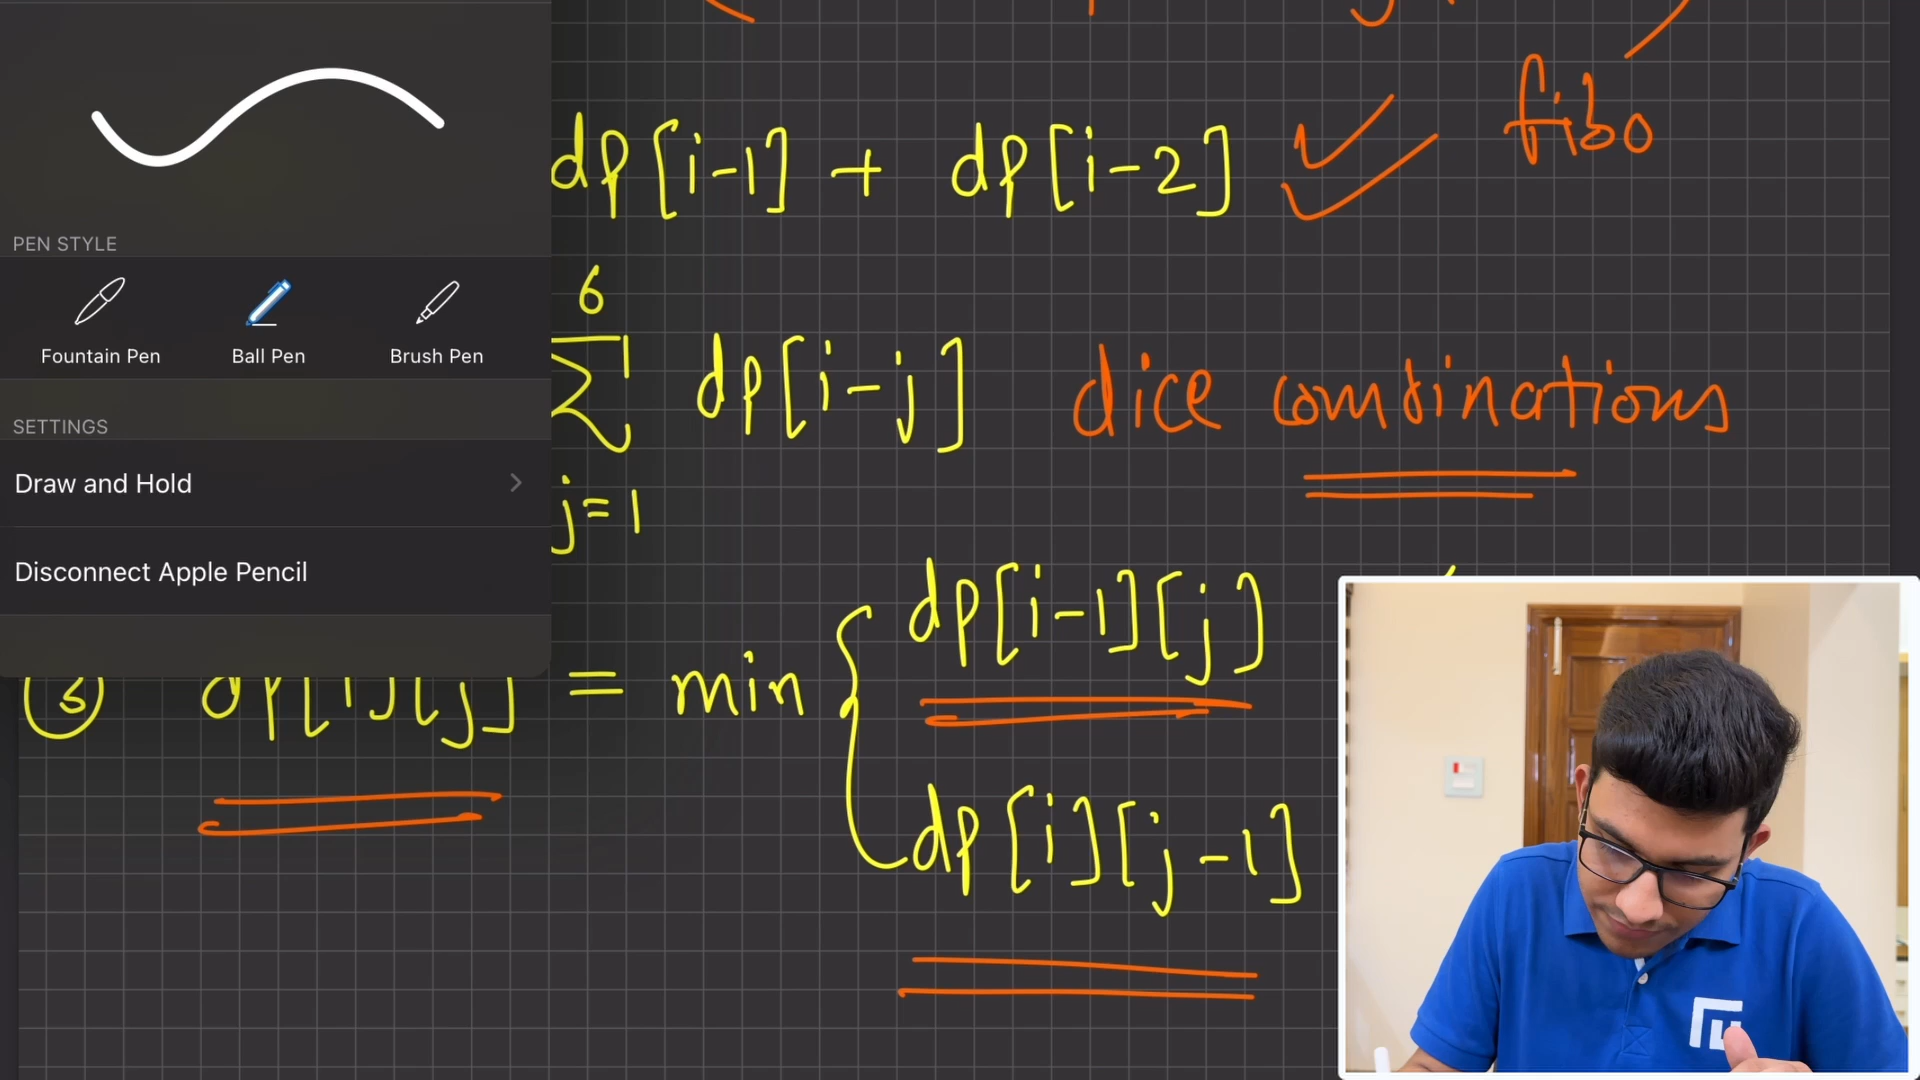 fibo
dp[i-1] + dp[i-2]
PEN STYLE
Fountain Pen
Ball Pen
Brush Pen
6
∑ dp[i-j] dice combinations
j=1
SETTINGS
Draw and Hold
Disconnect Apple Pencil
dp[i-1][j]
③ dp[i][j] = min {
dp[i][j-1]